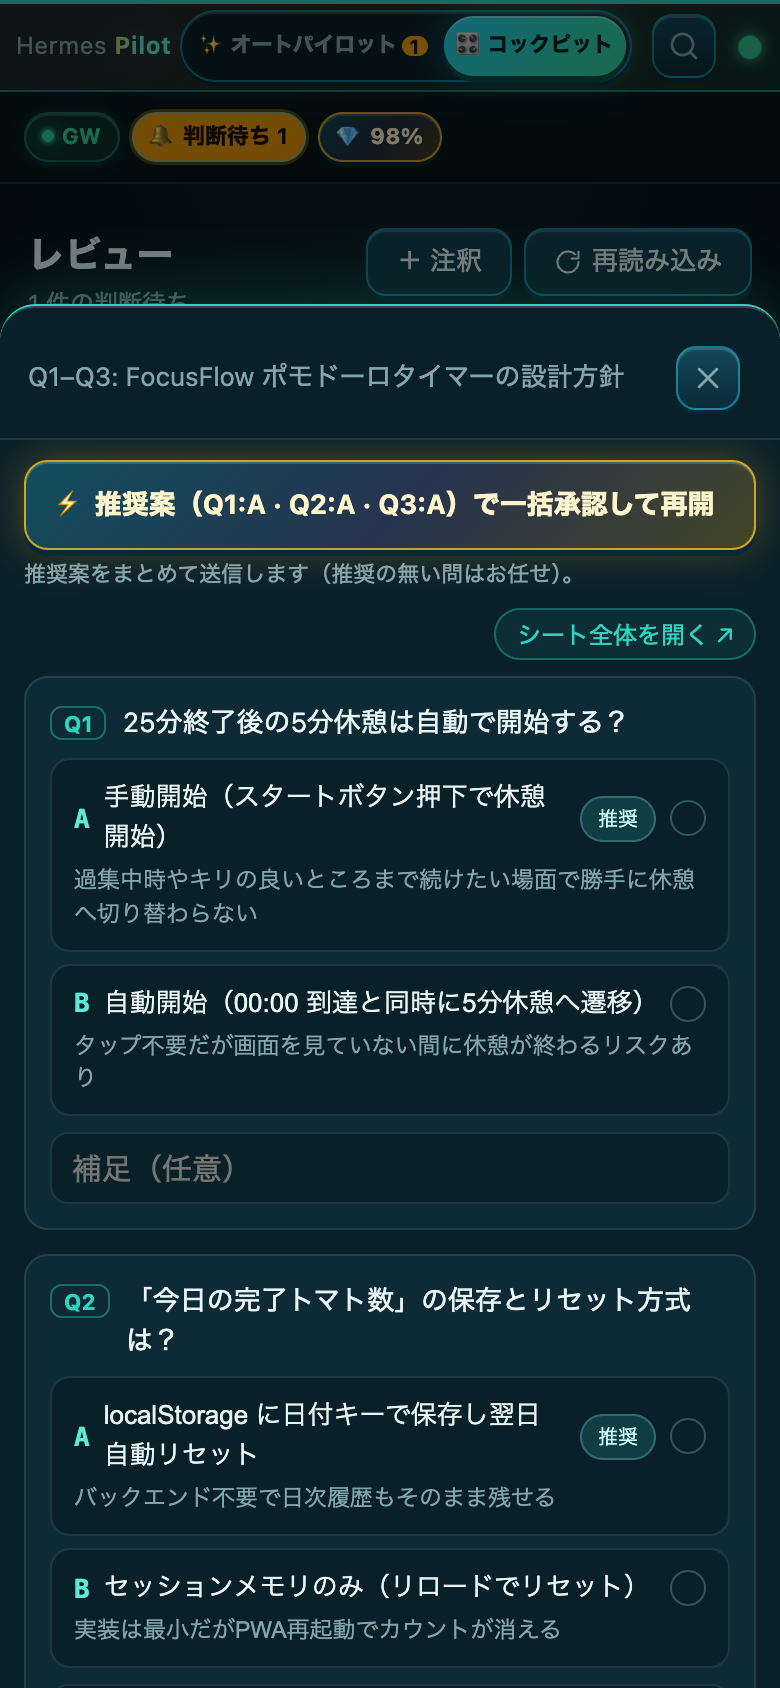 Hermes Pilot
✨ オートパイロット 1
🎛️ コックピット
GW
🔔 判断待ち 1
💎 98%
レビュー
1 件の判断待ち
+ 注釈
再読み込み
Q1–Q3: FocusFlow ポモドーロタイマーの設計方針
⚡ 推奨案（Q1:A · Q2:A · Q3:A）で一括承認して再開
推奨案をまとめて送信します（推奨の無い問はお任せ）。
シート全体を開く ↗
Q1 25分終了後の5分休憩は自動で開始する？
A 手動開始（スタートボタン押下で休憩
開始）
推奨
過集中時やキリの良いところまで続けたい場面で勝手に休憩
へ切り替わらない
B 自動開始（00:00 到達と同時に5分休憩へ遷移）
タップ不要だが画面を見ていない間に休憩が終わるリスクあ
り
補足（任意）
Q2 「今日の完了トマト数」の保存とリセット方式
は？
A localStorage に日付キーで保存し翌日
自動リセット
推奨
バックエンド不要で日次履歴もそのまま残せる
B セッションメモリのみ（リロードでリセット）
実装は最小だがPWA再起動でカウントが消える